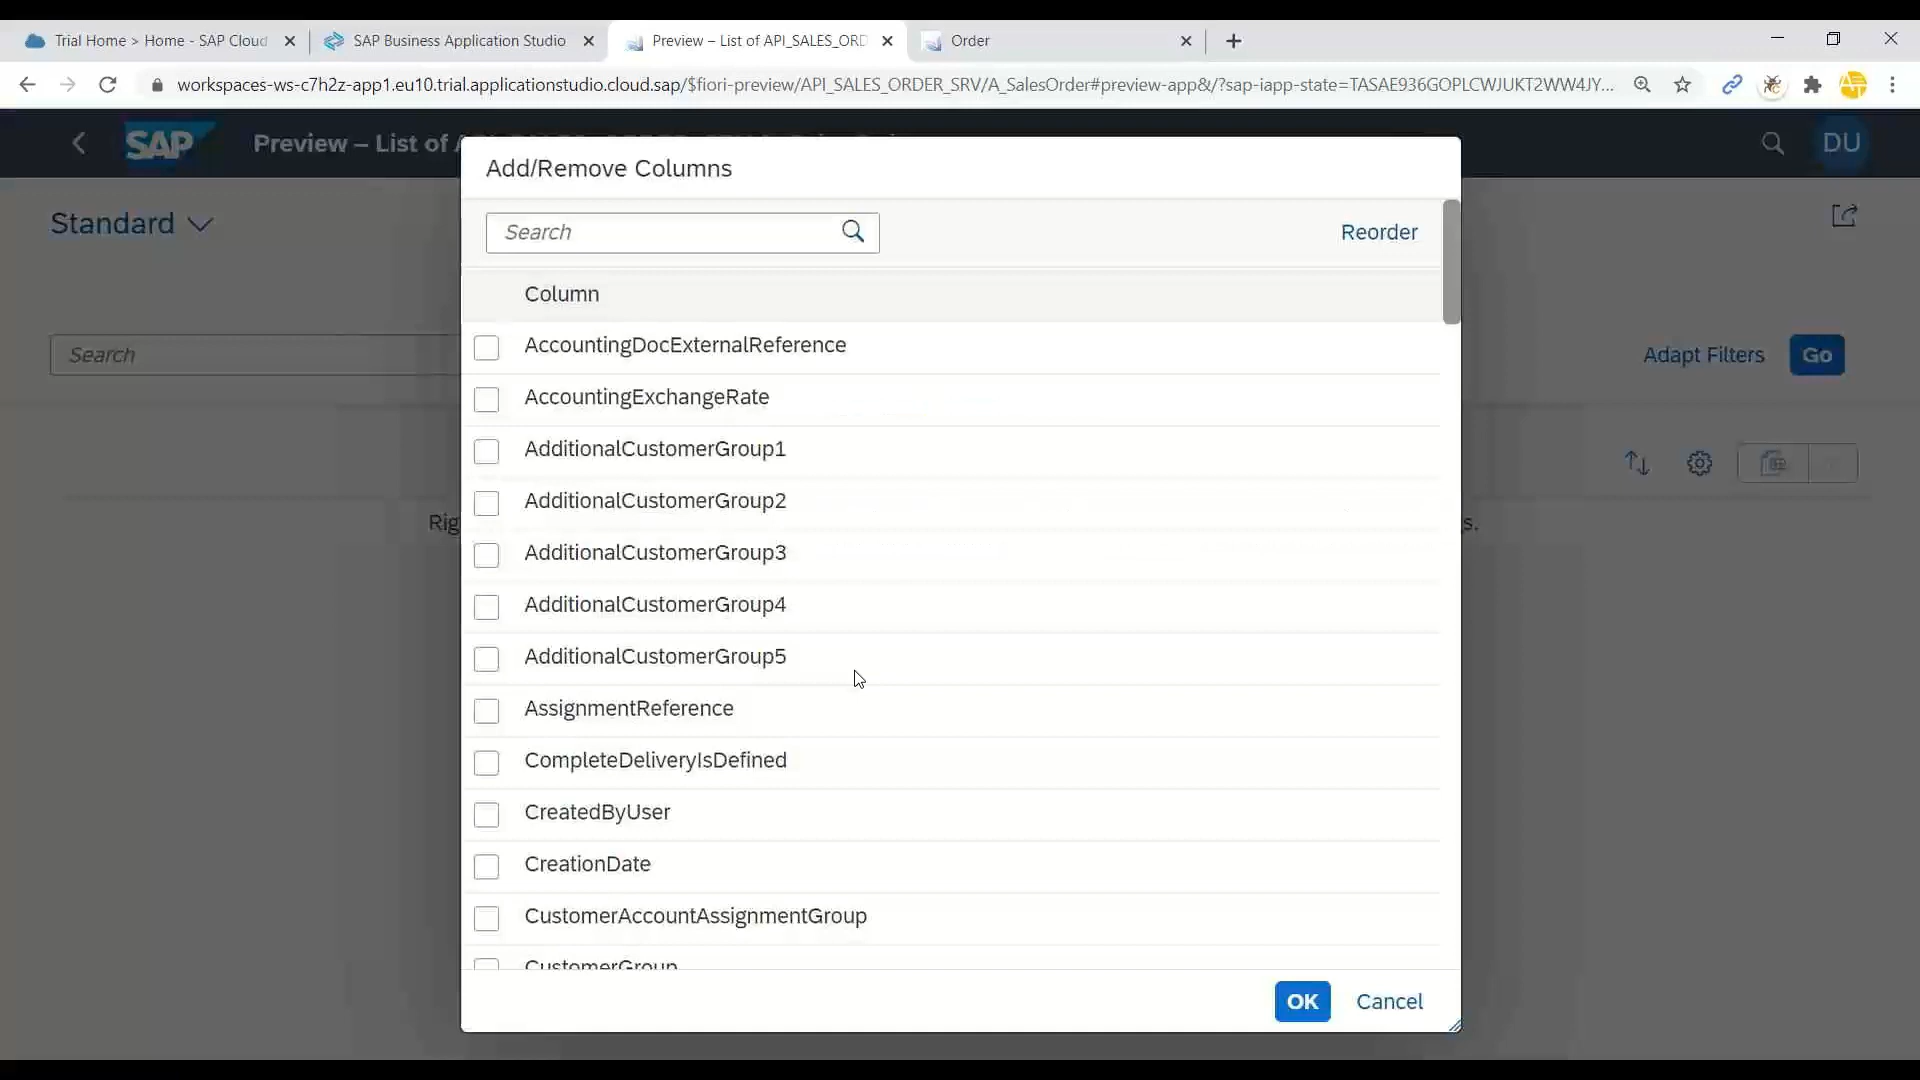 Trial Home > Home - SAP Cloud
SAP Business Application Studio
Preview – List of API_SALES_ORD
Order
workspaces-ws-c7h2z-app1.eu10.trial.applicationstudio.cloud.sap/$fiori-preview/API_SALES_ORDER_SRV/A_SalesOrder#preview-app&/?sap-iapp-state=TASAE936GOPLCWJUKT2WW4JY...
SAP
Preview – List of
DU
Add/Remove Columns
Standard
Search
Reorder
Column
Search
Adapt Filters
Go
AccountingDocExternalReference
AccountingExchangeRate
AdditionalCustomerGroup1
AdditionalCustomerGroup2
Rig
s.
AdditionalCustomerGroup3
AdditionalCustomerGroup4
AdditionalCustomerGroup5
AssignmentReference
CompleteDeliveryIsDefined
CreatedByUser
CreationDate
CustomerAccountAssignmentGroup
CustomerGroup
OK
Cancel